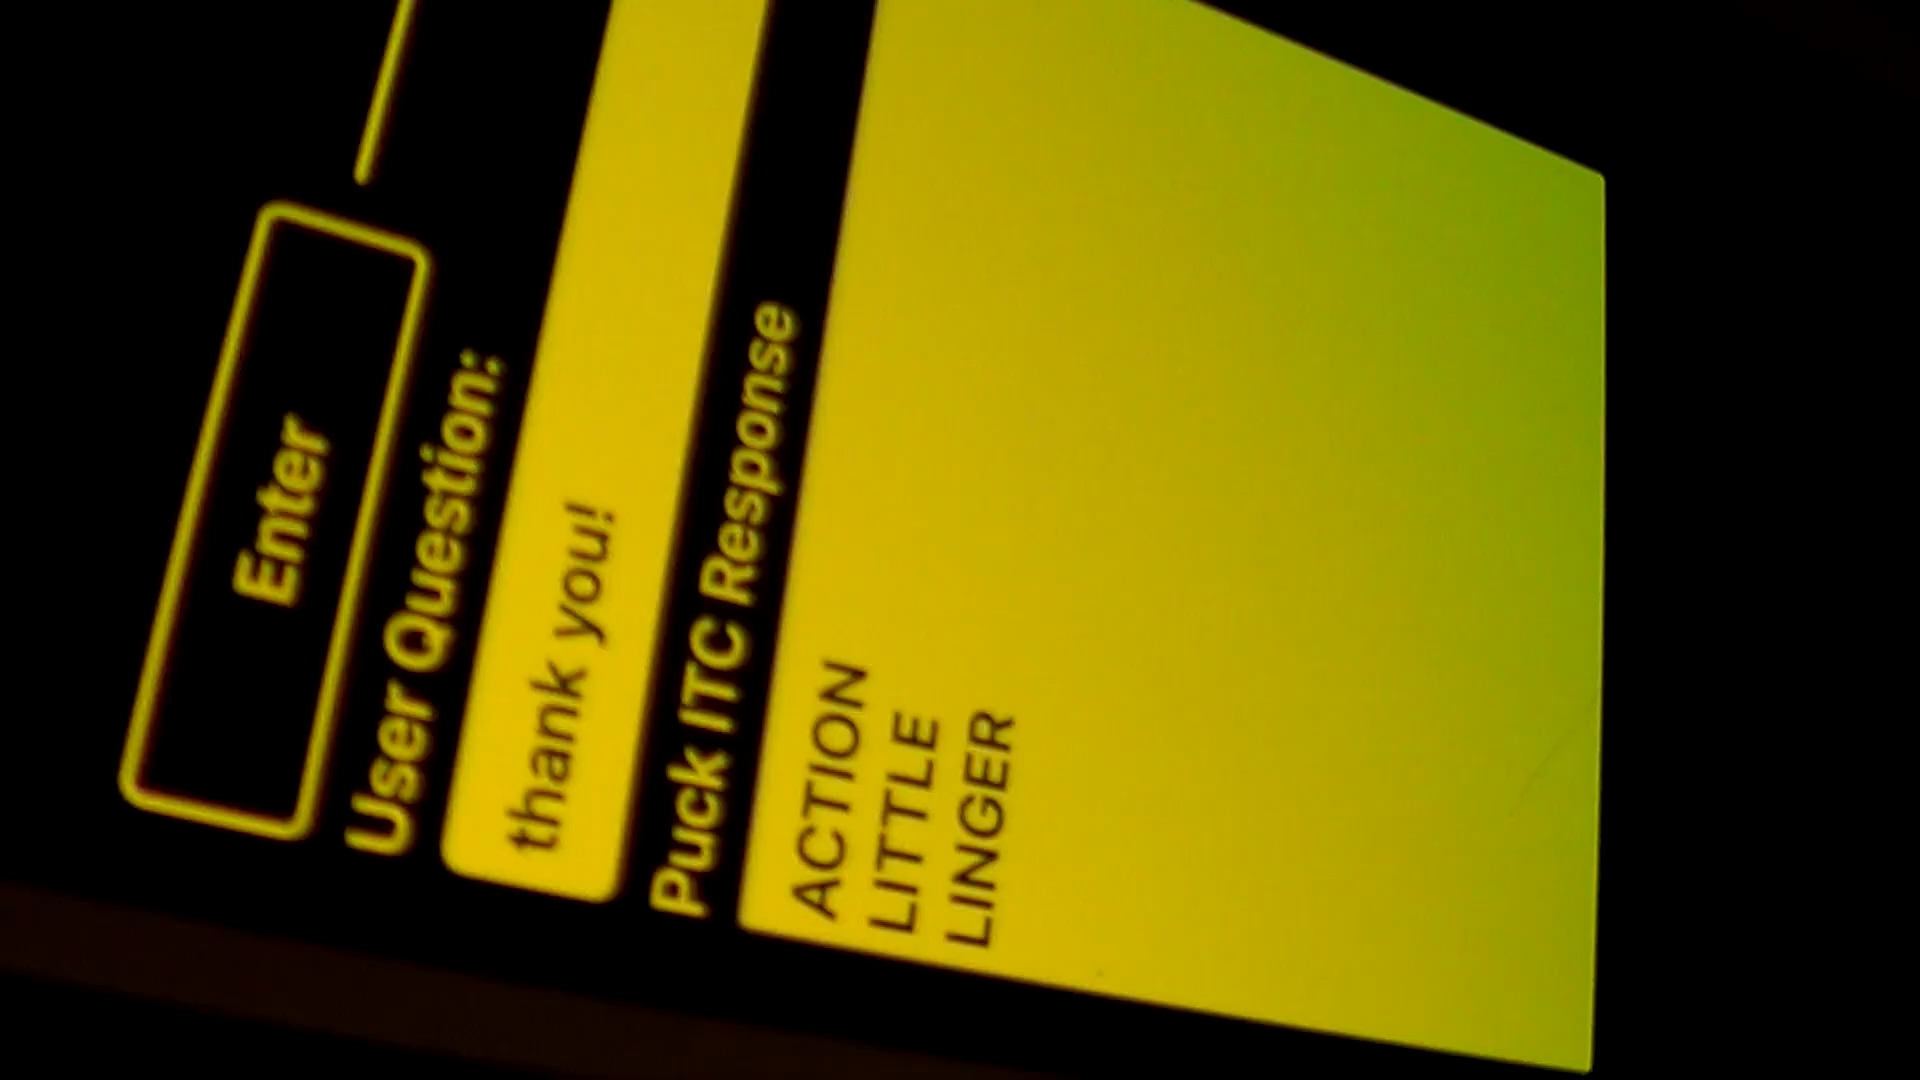 Enter
User Question:
thank you!
Puck ITC Response
ACTION
LITTLE
LINGER